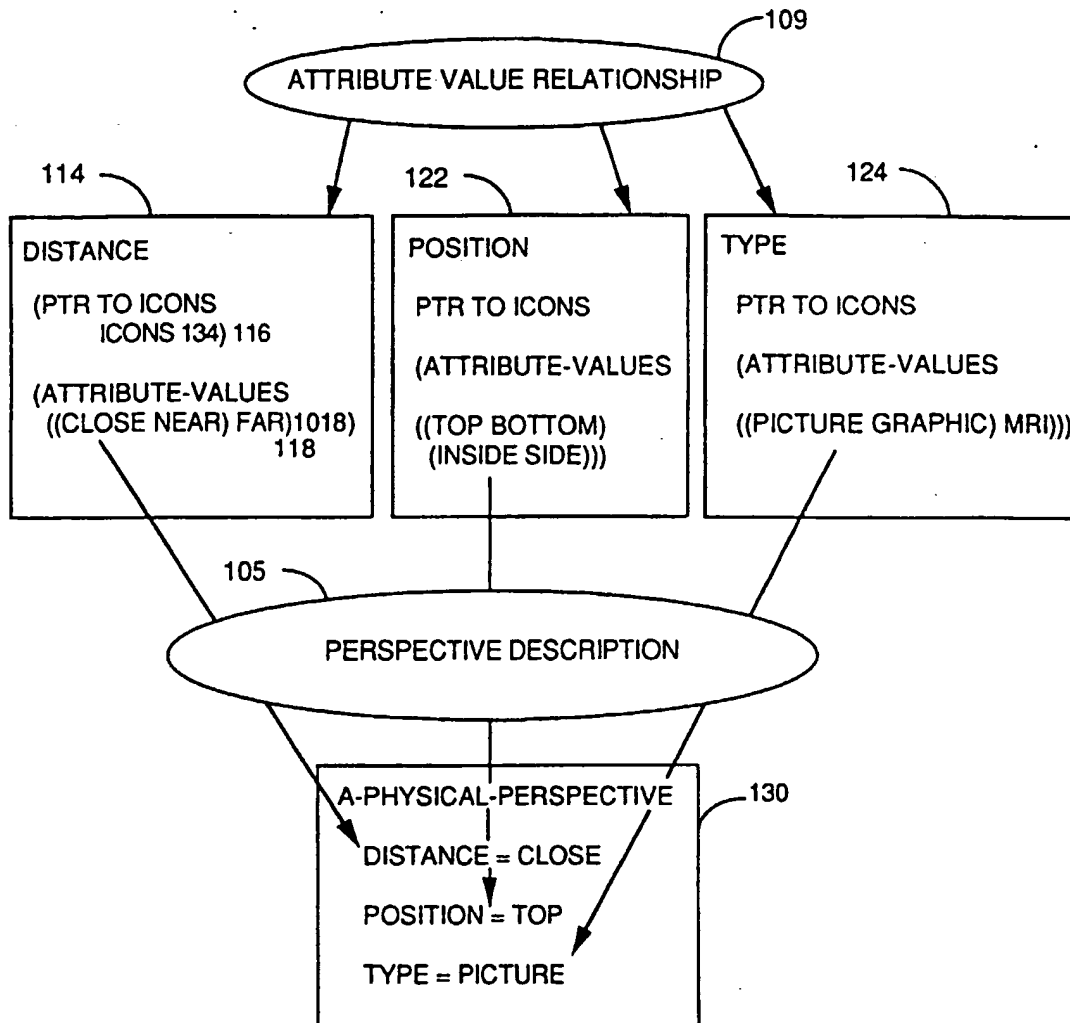 109
ATTRIBUTE VALUE RELATIONSHIP
114
DISTANCE
(PTR TO ICONS
ICONS 134) 116
(ATTRIBUTE-VALUES
((CLOSE NEAR) FAR)1018)
118
122
POSITION
PTR TO ICONS
(ATTRIBUTE-VALUES
((TOP BOTTOM)
(INSIDE SIDE)))
124
TYPE
PTR TO ICONS
(ATTRIBUTE-VALUES
((PICTURE GRAPHIC) MRI)))
105
PERSPECTIVE DESCRIPTION
130
A-PHYSICAL-PERSPECTIVE
DISTANCE = CLOSE
POSITION = TOP
TYPE = PICTURE